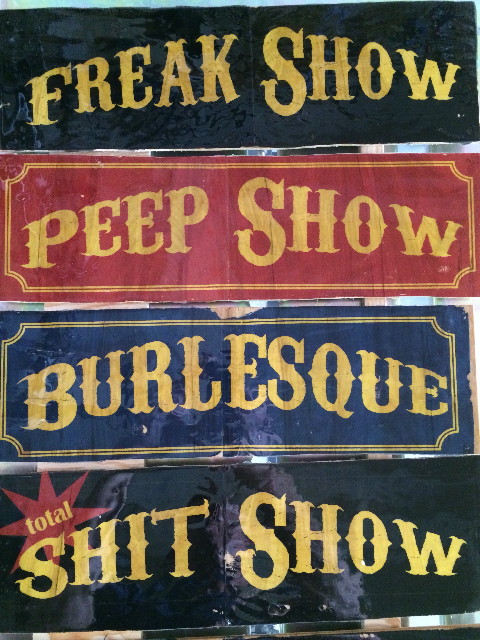 FREAK SHOW
PEEP SHOW
BURLESQUE
total
SHIT SHOW